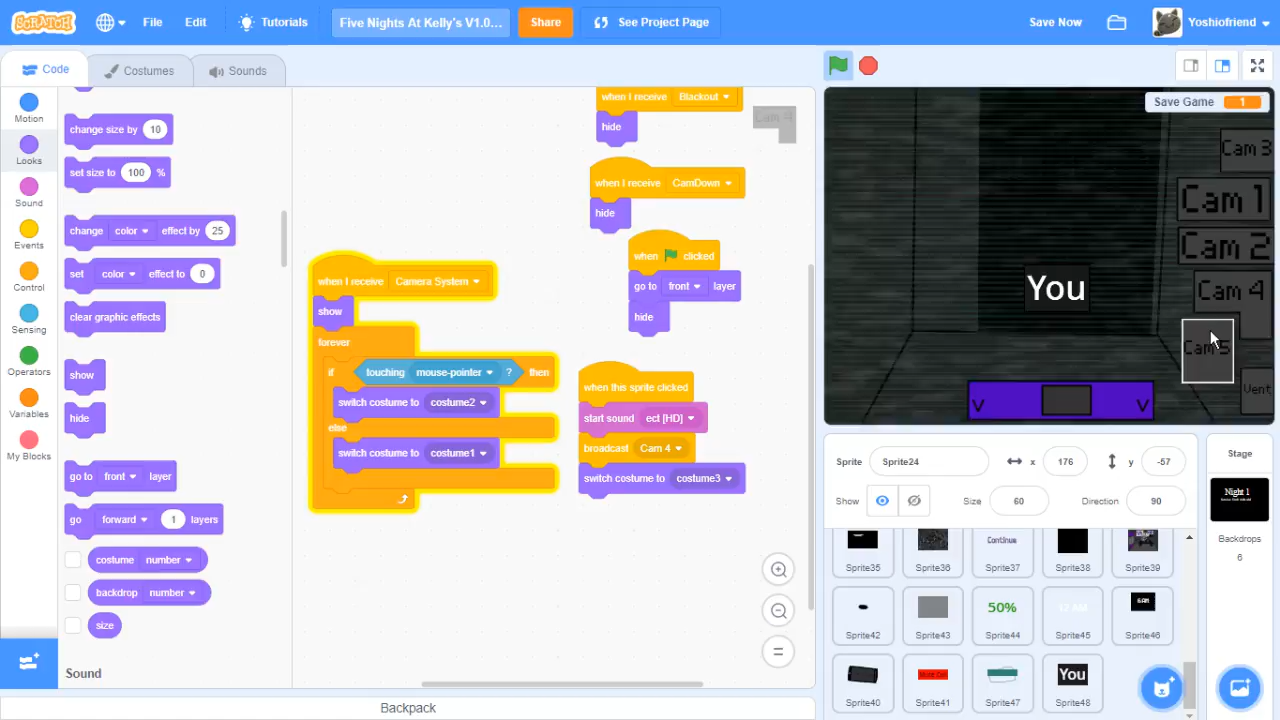 SCRATCH
File
Edit
Tutorials
Five Nights At Kelly's V1.0...
Share
See Project Page
Save Now
Yoshiofriend
Code
Costumes
Sounds
Motion
Looks
Sound
Events
Control
Sensing
Operators
Variables
My Blocks
change size by 10
set size to 100 %
change color effect by 25
set color effect to 0
clear graphic effects
show
hide
go to front layer
go forward 1 layers
costume number
backdrop number
size
Sound
when I receive Blackout
hide
Cam 4
when I receive CamDown
hide
when clicked
go to front layer
hide
when I receive Camera System
show
forever
if touching mouse-pointer ? then
switch costume to costume2
else
switch costume to costume1
when this sprite clicked
start sound ect [HD]
broadcast Cam 4
switch costume to costume3
Backpack
Save Game 1
Cam 3
Cam 1
Cam 2
Cam 4
Cam 5
Vent
You
V
V
Sprite Sprite24 x 176 y -57
Show Size 60 Direction 90
Continue
Sprite35 Sprite36 Sprite37 Sprite38 Sprite39
50% 12 AM 6 AM
Sprite42 Sprite43 Sprite44 Sprite45 Sprite46
You
Sprite40 Sprite41 Sprite47 Sprite48
Stage
Night 1
Backdrops
6